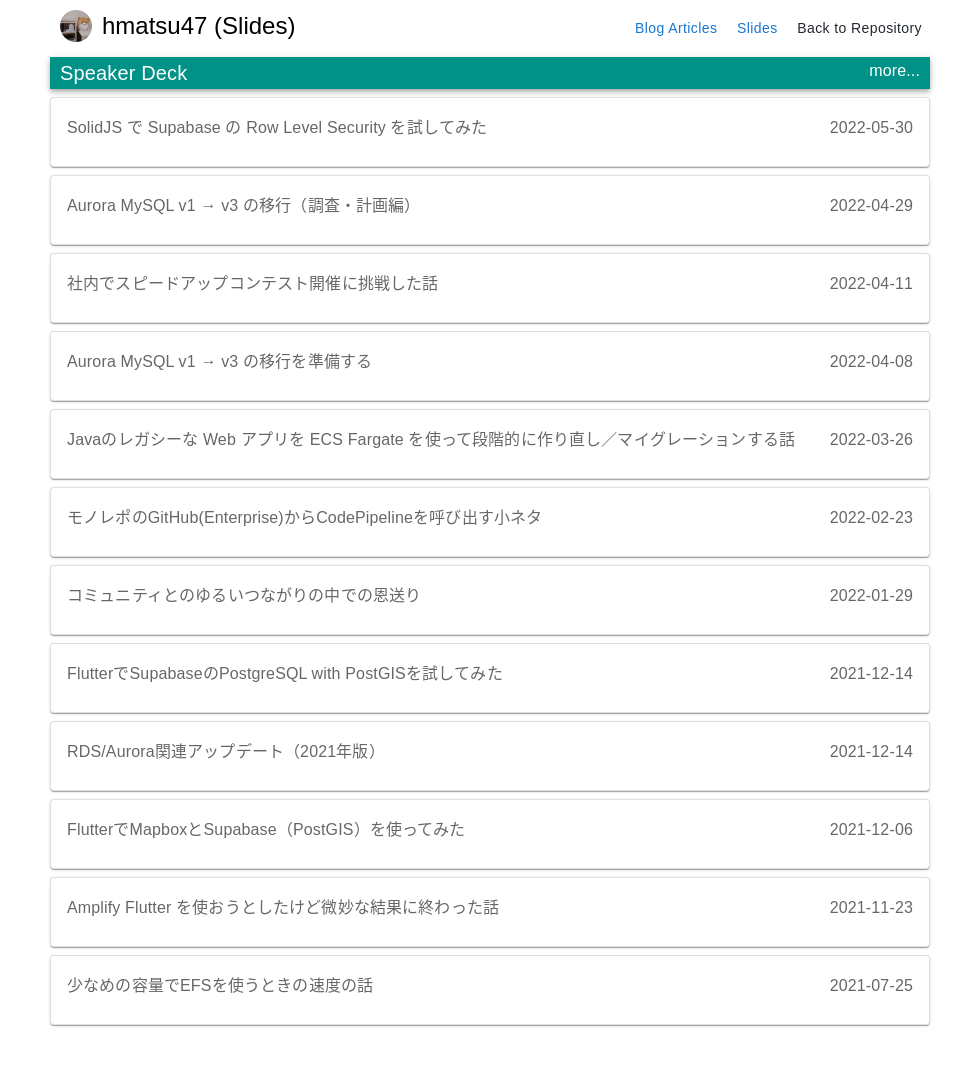 hmatsu47 (Slides)
Blog Articles Slides Back to Repository
Speaker Deck more...
SolidJS で Supabase の Row Level Security を試してみた 2022-05-30
Aurora MySQL v1 → v3 の移行（調査・計画編） 2022-04-29
社内でスピードアップコンテスト開催に挑戦した話 2022-04-11
Aurora MySQL v1 → v3 の移行を準備する 2022-04-08
Javaのレガシーな Web アプリを ECS Fargate を使って段階的に作り直し／マイグレーションする話 2022-03-26
モノレポのGitHub(Enterprise)からCodePipelineを呼び出す小ネタ 2022-02-23
コミュニティとのゆるいつながりの中での恩送り 2022-01-29
FlutterでSupabaseのPostgreSQL with PostGISを試してみた 2021-12-14
RDS/Aurora関連アップデート（2021年版） 2021-12-14
FlutterでMapboxとSupabase（PostGIS）を使ってみた 2021-12-06
Amplify Flutter を使おうとしたけど微妙な結果に終わった話 2021-11-23
少なめの容量でEFSを使うときの速度の話 2021-07-25